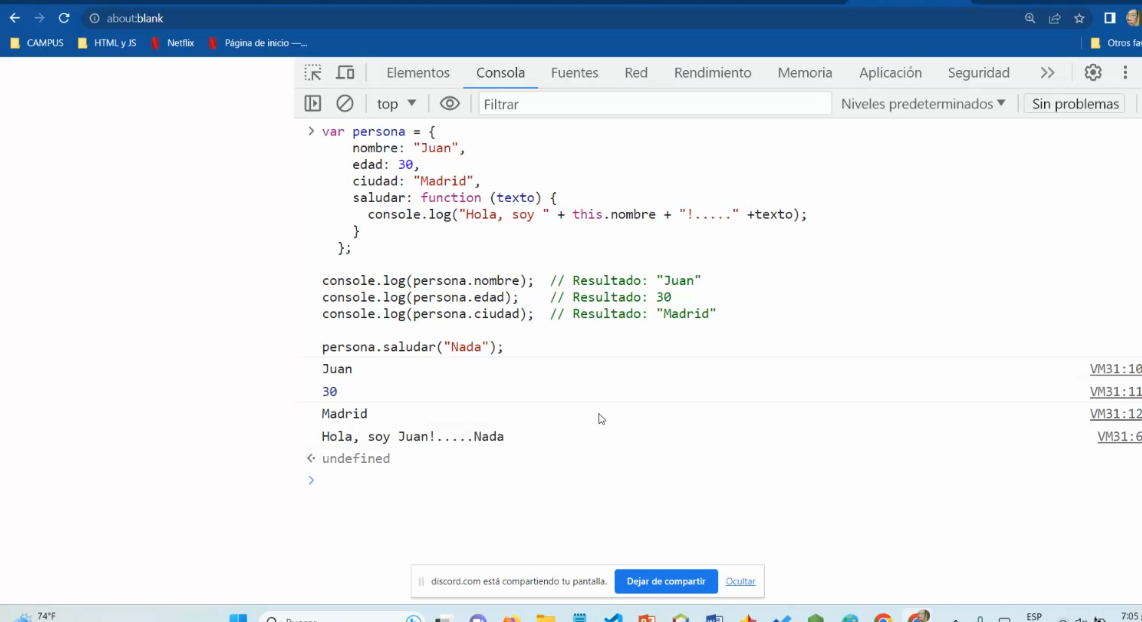 about:blank
CAMPUS HTML y JS Netflix Página de inicio —... Otros fav
Elementos Consola Fuentes Red Rendimiento Memoria Aplicación Seguridad
top Filtrar Niveles predeterminados Sin problemas
var persona = {
nombre: "Juan",
edad: 30,
ciudad: "Madrid",
saludar: function (texto) {
console.log("Hola, soy " + this.nombre + "!....." +texto);
}
};
console.log(persona.nombre); // Resultado: "Juan"
console.log(persona.edad); // Resultado: 30
console.log(persona.ciudad); // Resultado: "Madrid"
persona.saludar("Nada");
Juan VM31:10
30 VM31:11
Madrid VM31:12
Hola, soy Juan!.....Nada VM31:6
undefined
discord.com está compartiendo tu pantalla. Dejar de compartir Ocultar
74°F Buscar ESP 7:05